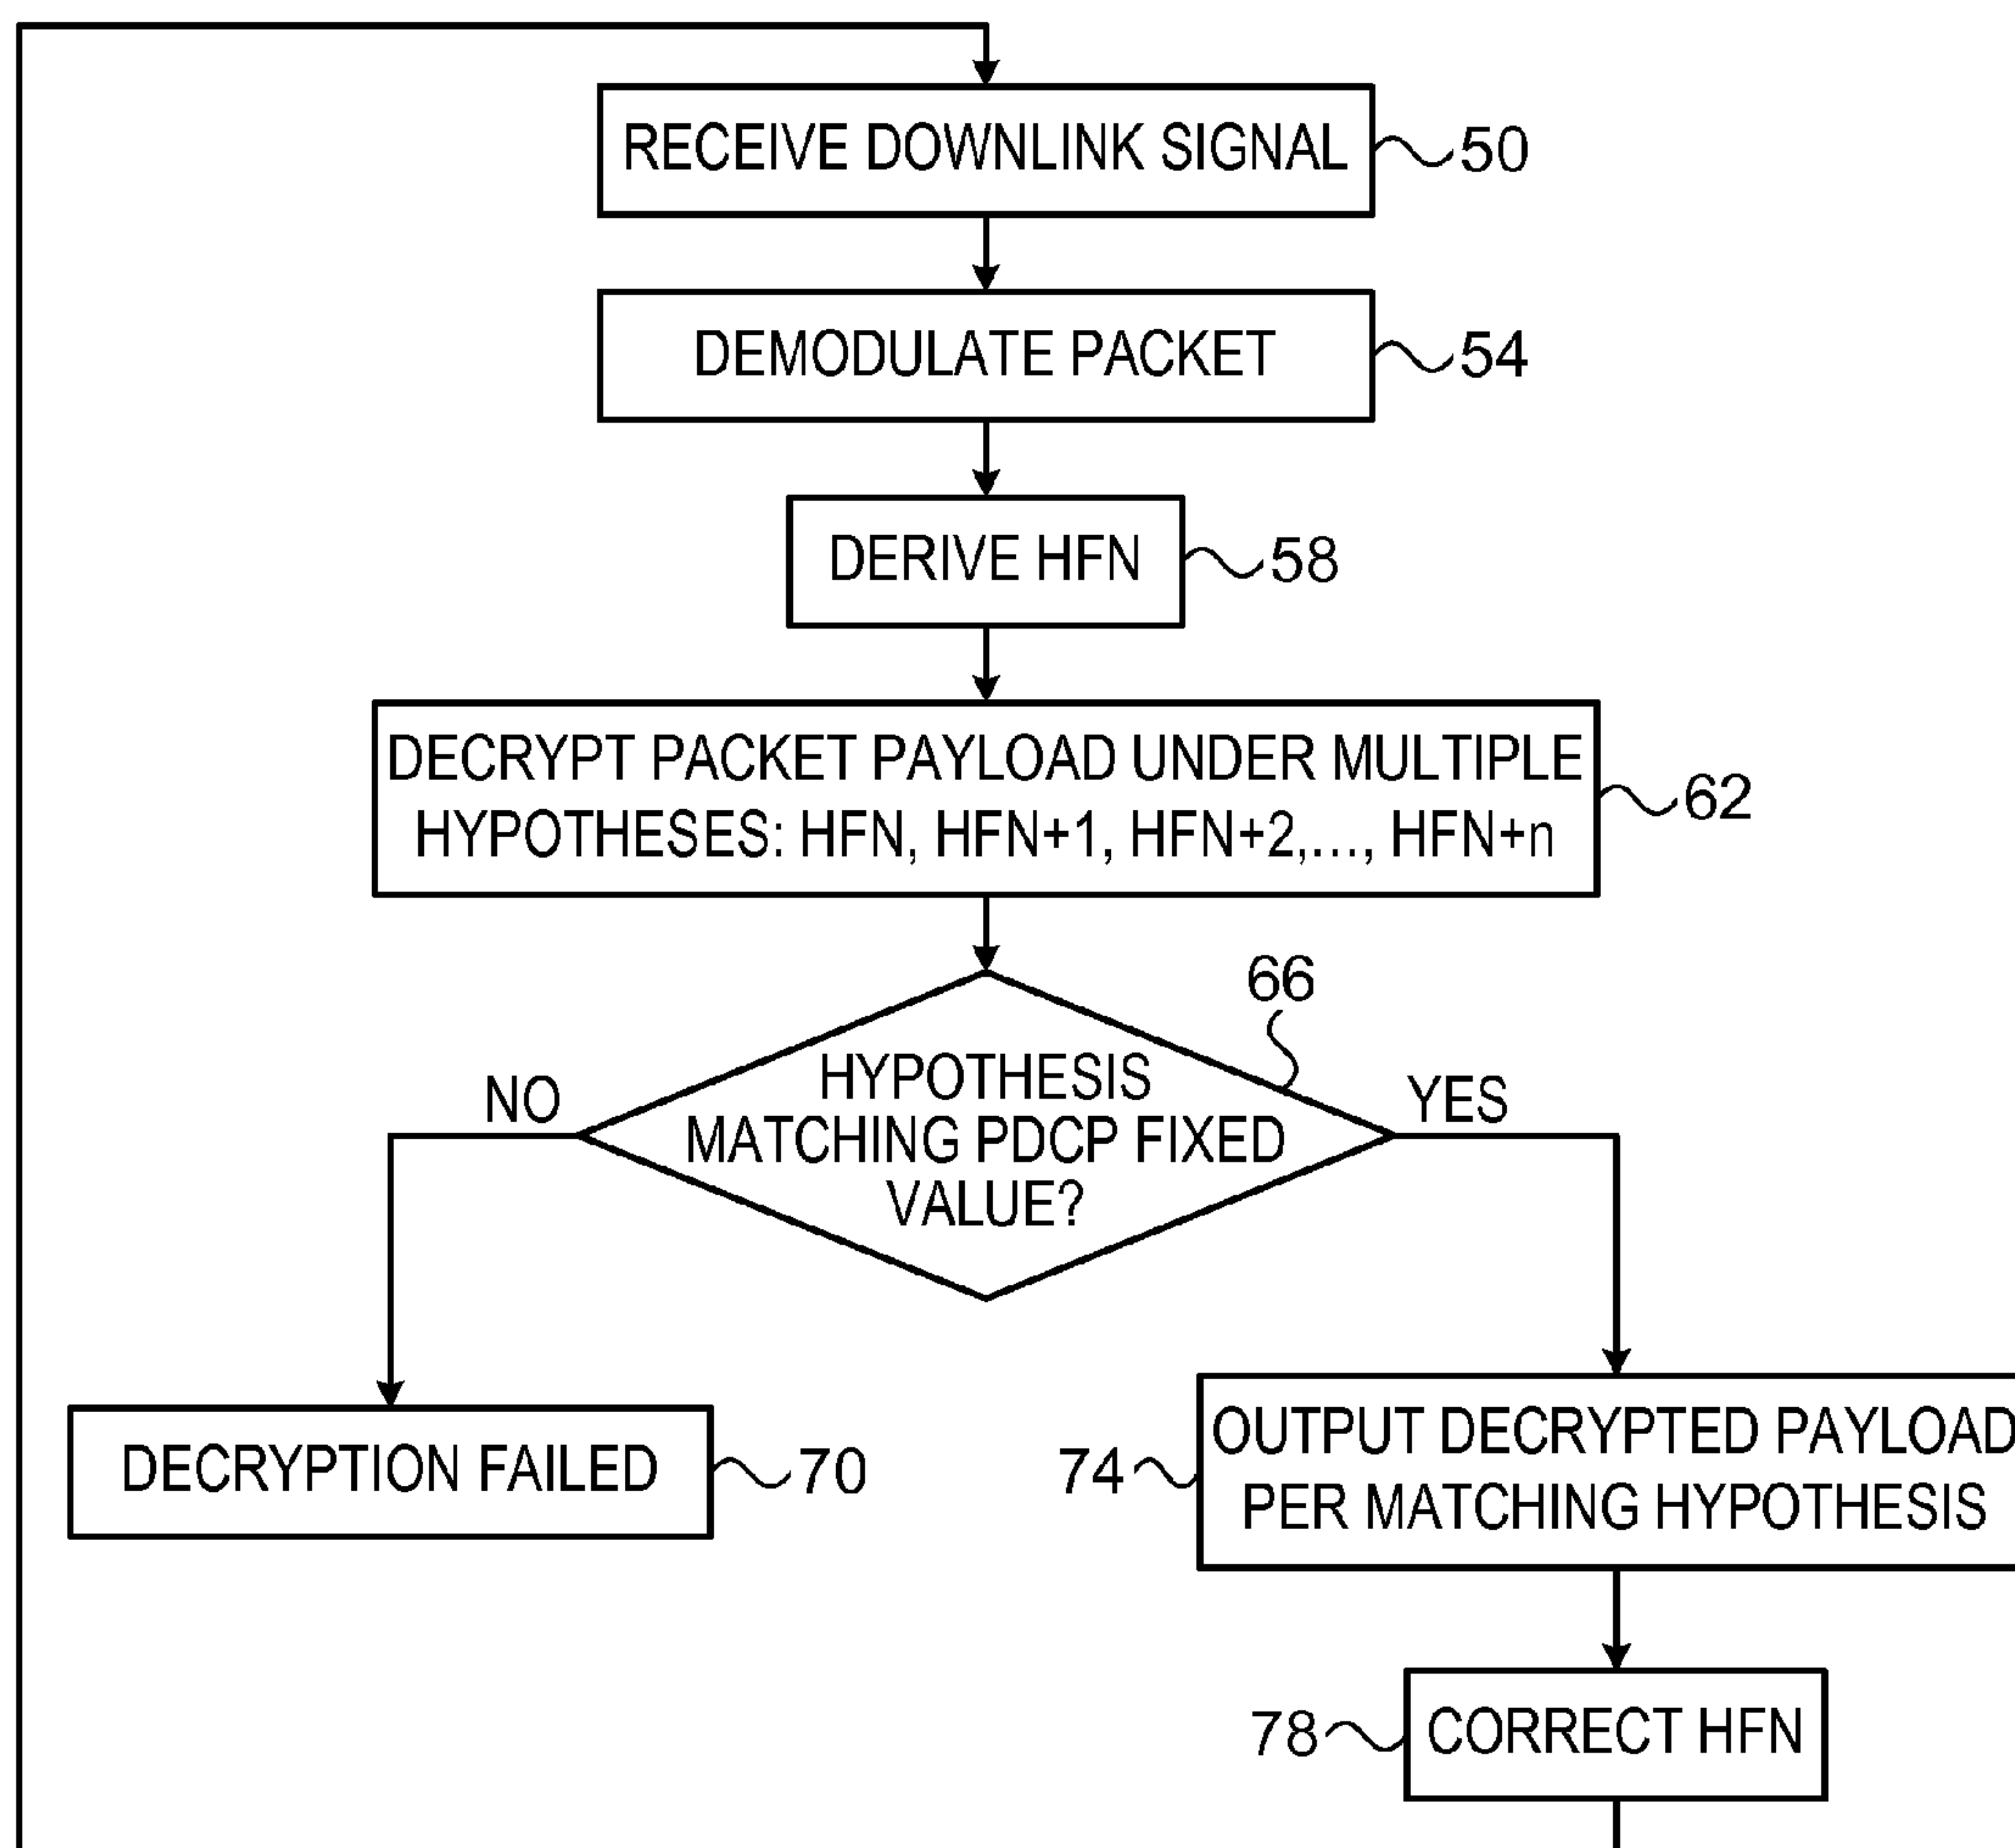 RECEIVE DOWNLINK SIGNAL
50
DEMODULATE PACKET
54
DERIVE HFN
58
DECRYPT PACKET PAYLOAD UNDER MULTIPLE
HYPOTHESES: HFN, HFN+1, HFN+2,..., HFN+n
62
66
HYPOTHESIS
MATCHING PDCP FIXED
VALUE?
NO
YES
DECRYPTION FAILED
70
74
OUTPUT DECRYPTED PAYLOAD
PER MATCHING HYPOTHESIS
78
CORRECT HFN